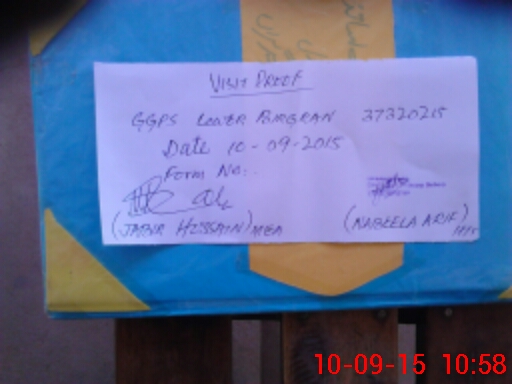 VISIT PROOF
GGPS LOWER BIRGRAN 37320215
Date 10-09-2015
Form No:-
(JABIR HUSSAIN) MEA (NABEELA ARIF)
10-09-15 10:58